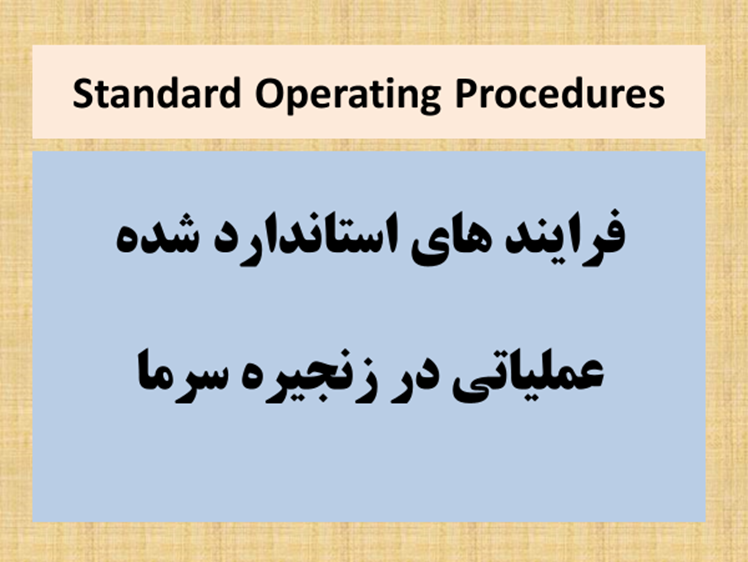 Standard Operating Procedures
فرایند های استاندارد شده
عملیاتی در زنجیره سرما